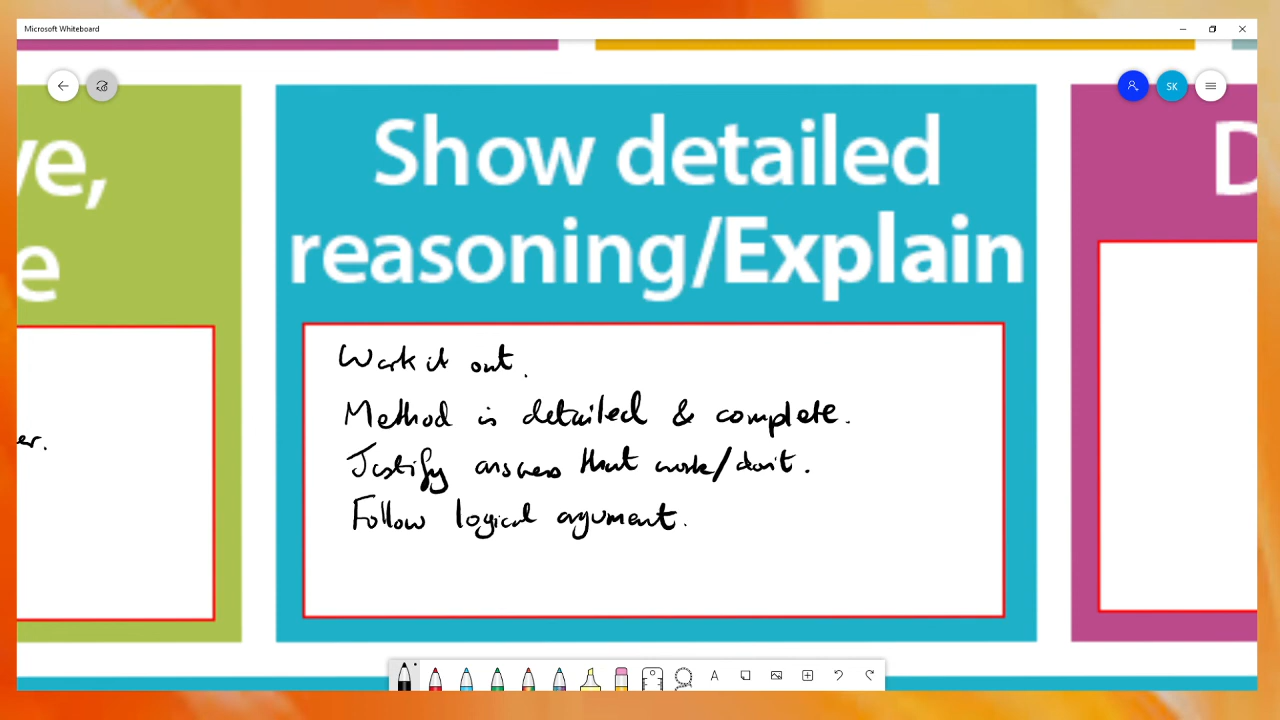 Microsoft Whiteboard
SK
ve,
e
er.
Show detailed
reasoning/Explain
Work it out.
Method is detailed & complete.
Justify answers that work/don't.
Follow logical argument.
D
A